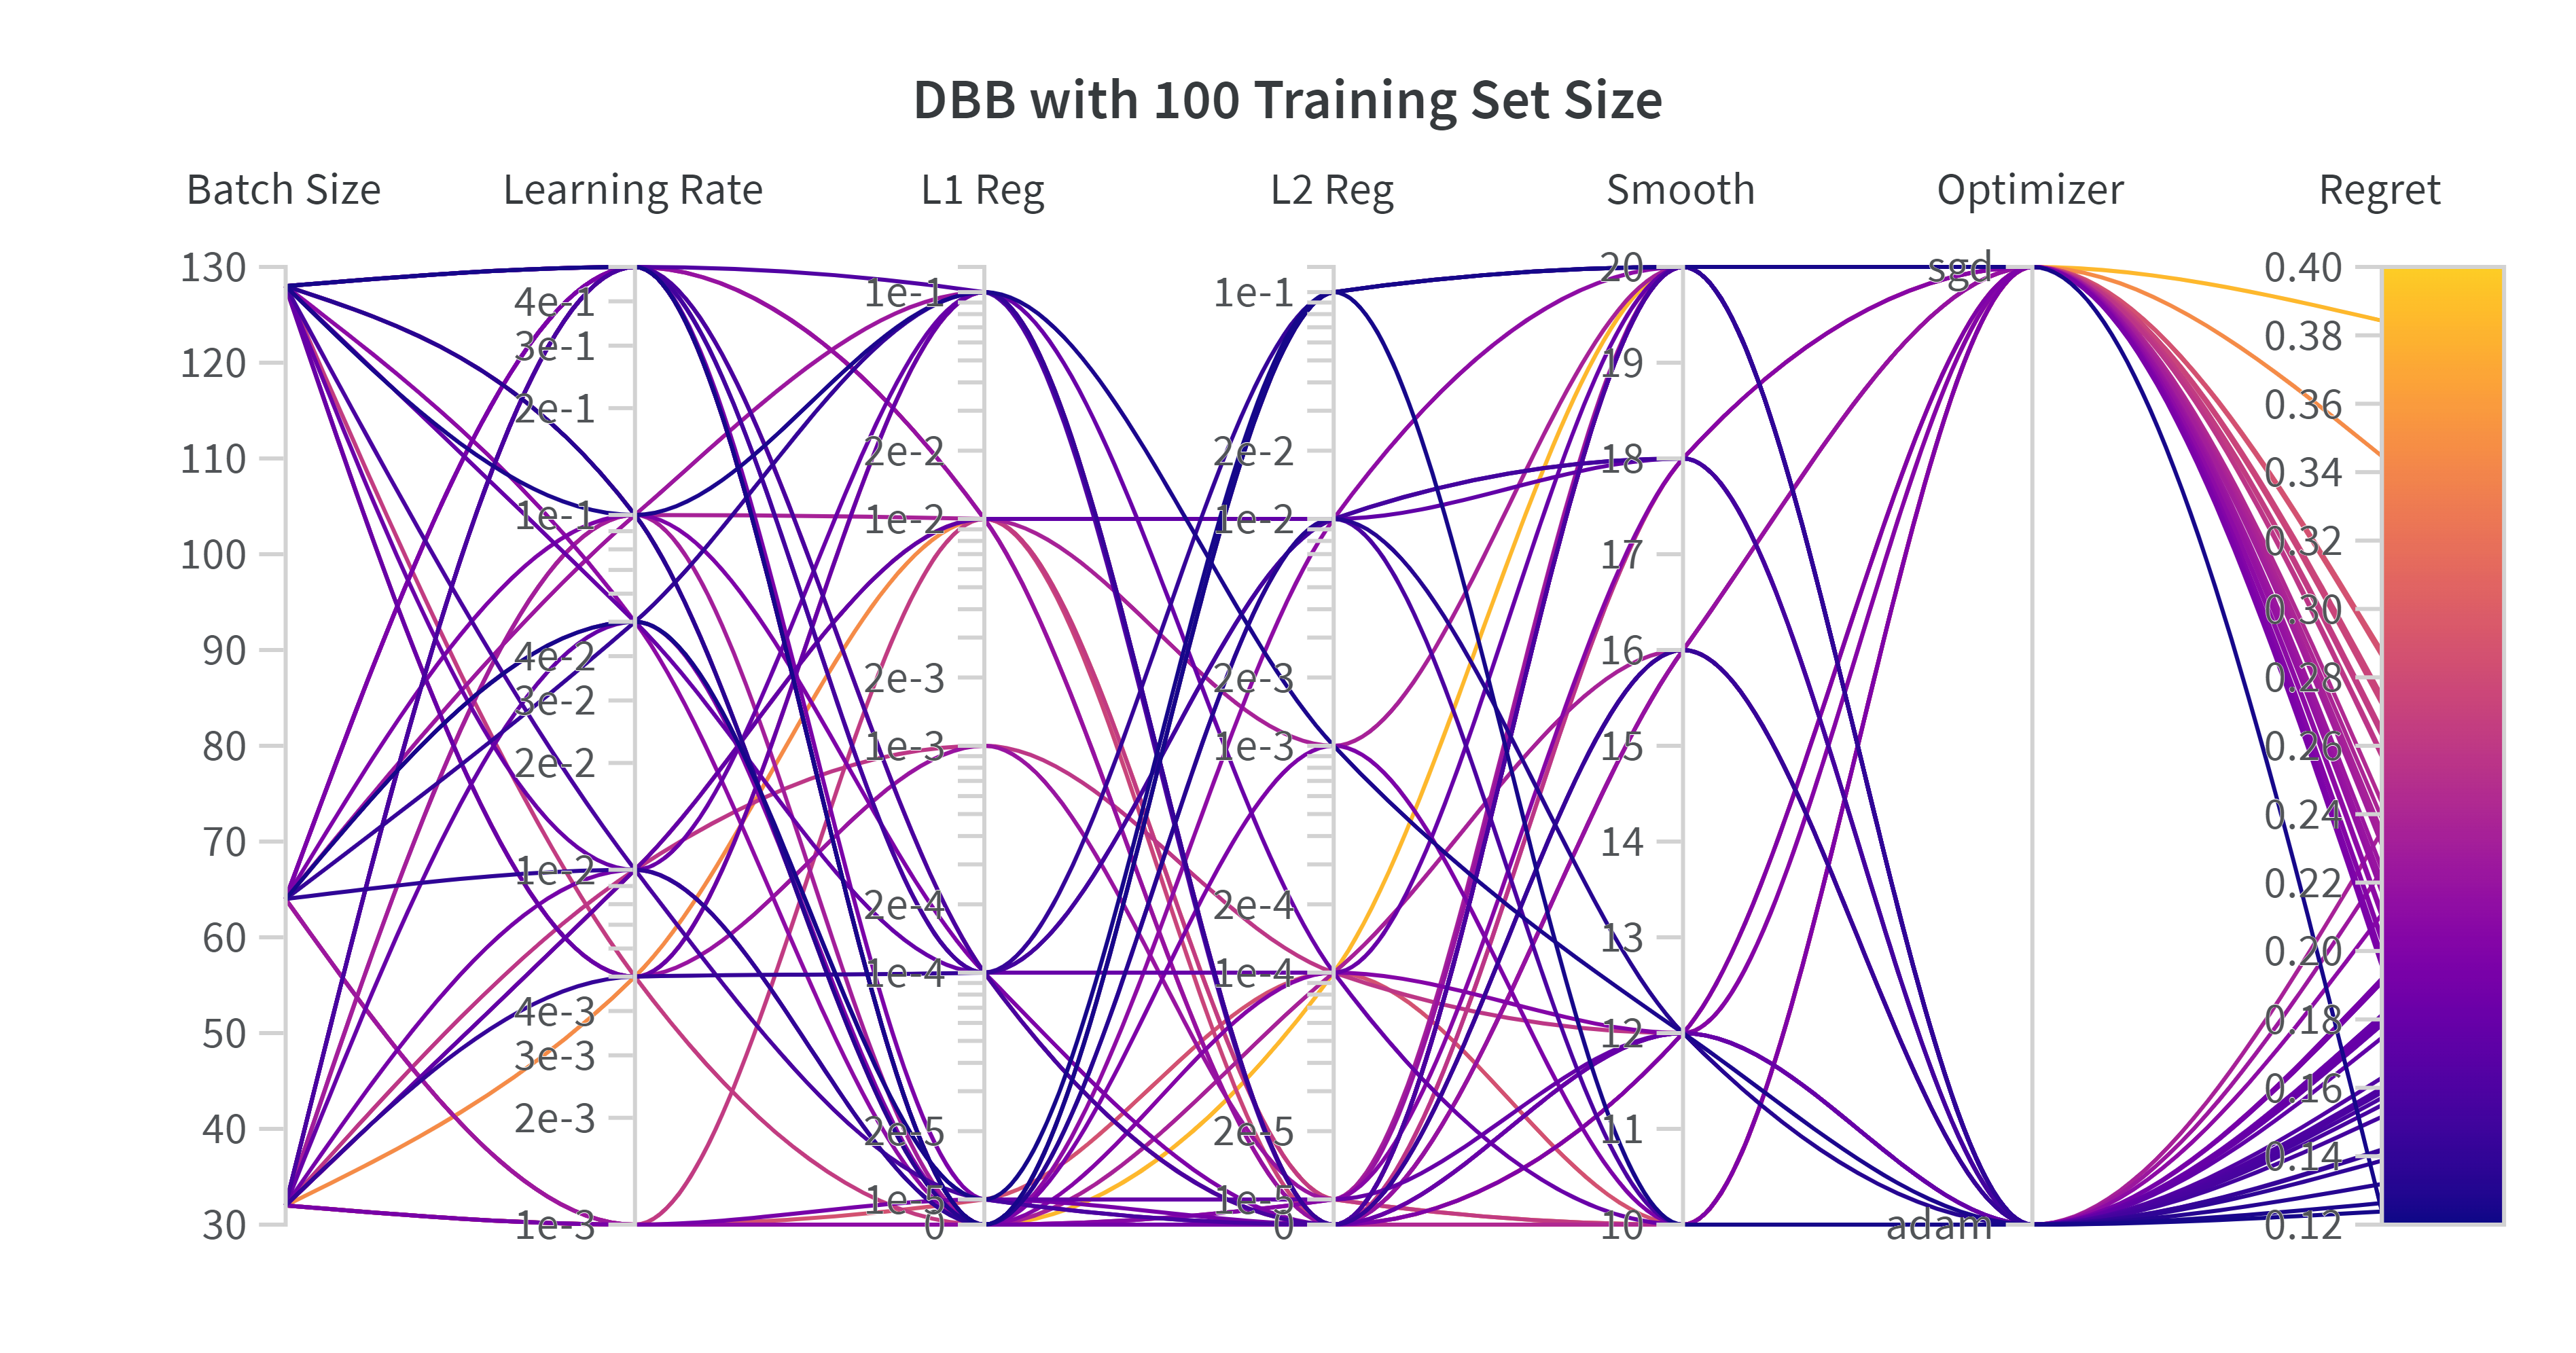 DBB with 100 Training Set Size
Batch Size
Learning Rate
L1 Reg
L2 Reg
Smooth
Optimizer
Regret
130
120
110
100
90
80
70
60
50
40
30
4e-1
3e-1
2e-1
1e-1
4e-2
3e-2
2e-2
1e-2
4e-3
3e-3
2e-3
1e-3
1e-1
2e-2
1e-2
2e-3
1e-3
2e-4
1e-4
2e-5
1e-5
0
1e-1
2e-2
1e-2
2e-3
1e-3
2e-4
1e-4
2e-5
1e-5
0
20
19
18
17
16
15
14
13
12
11
10
sgd
adam
0.40
0.38
0.36
0.34
0.32
0.30
0.28
0.26
0.24
0.22
0.20
0.18
0.16
0.14
0.12